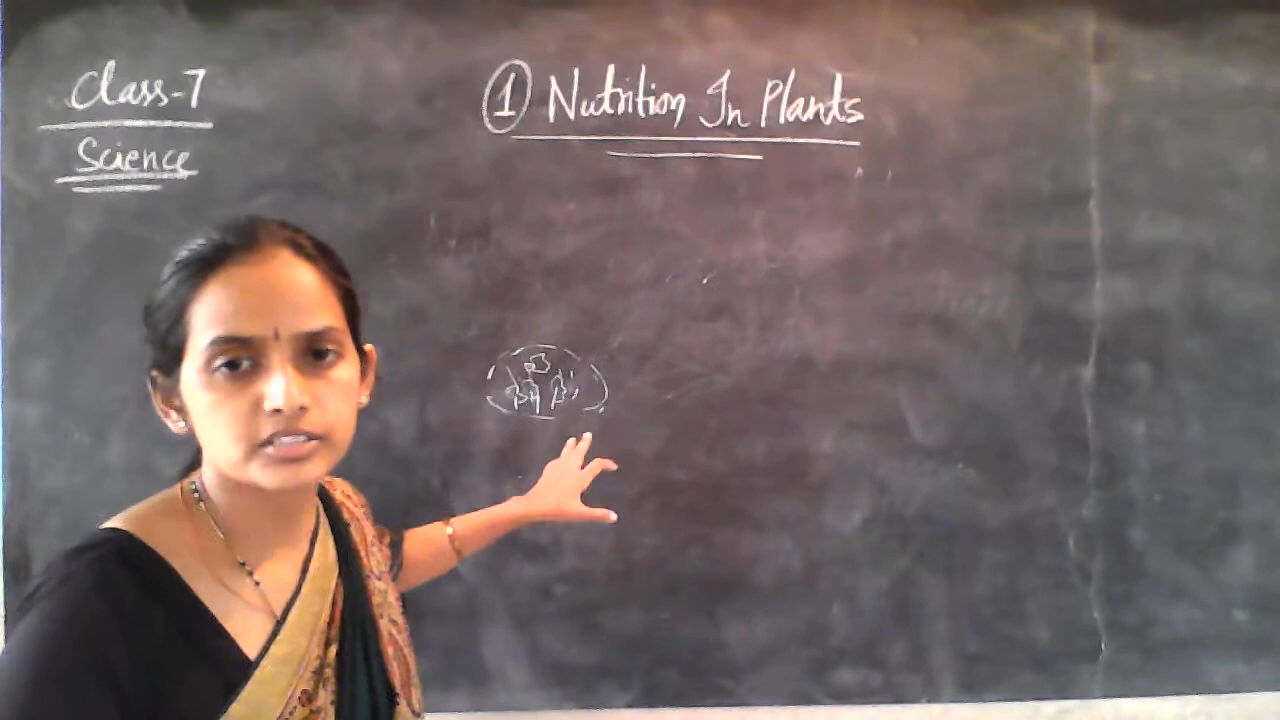 Class-7
Science
① Nutrition In Plants